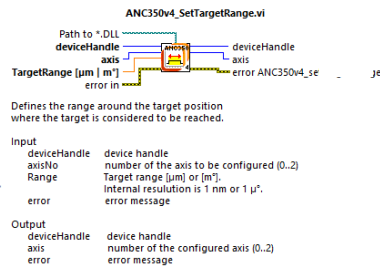 ANC350v4_SetTargetRange.vi
Path to *.DLL
deviceHandle deviceHandle
axis axis
TargetRange [µm | m°] error ANC350v4_se
error in
ANC350
4
Defines the range around the target position
where the target is considered to be reached.
Input
deviceHandle device handle
axisNo number of the axis to be configured (0..2)
Range Target range [µm] or [m°].
Internal resulution is 1 nm or 1 µ°.
error error message
Output
deviceHandle device handle
axis number of the configured axis (0..2)
error error message